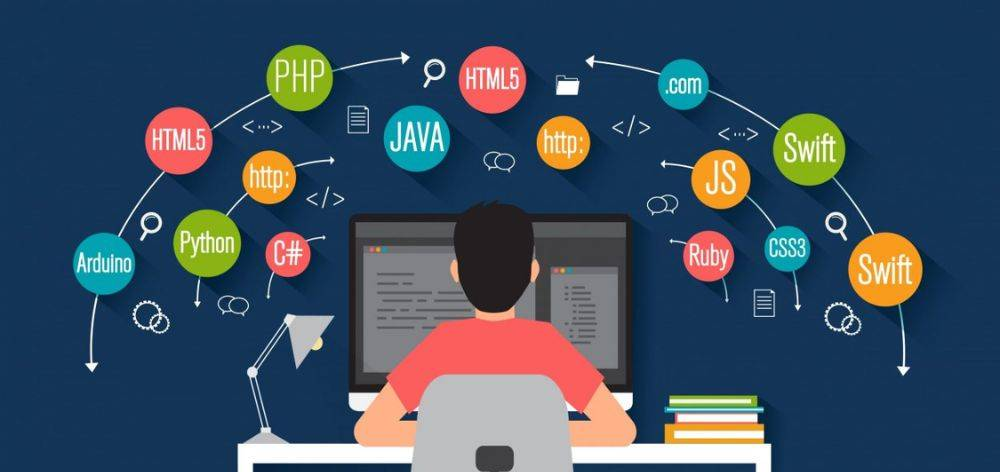 PHP
HTML5
.com
HTML5
JAVA
http:
Swift
http:
JS
Arduino
Python
C#
Ruby
CSS3
Swift